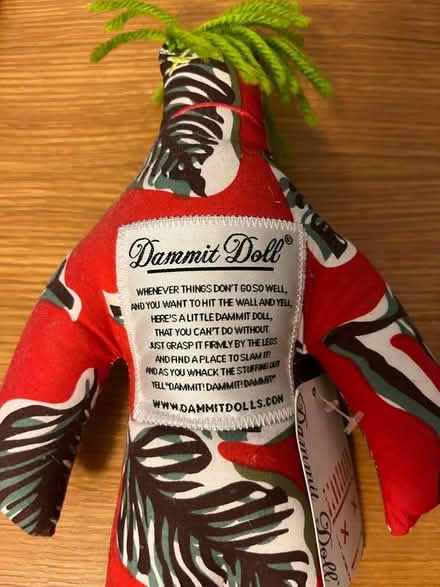 Dammit Doll®
WHENEVER THINGS DON'T GO SO WELL,
AND YOU WANT TO HIT THE WALL AND YELL,
HERE'S A LITTLE DAMMIT DOLL,
THAT YOU CAN'T DO WITHOUT.
JUST GRASP IT FIRMLY BY THE LEGS
AND FIND A PLACE TO SLAM IT!
AND AS YOU WHACK THE STUFFING OUT
YELL "DAMMIT! DAMMIT! DAMMIT"
WWW.DAMMITDOLLS.COM
Dammit Doll